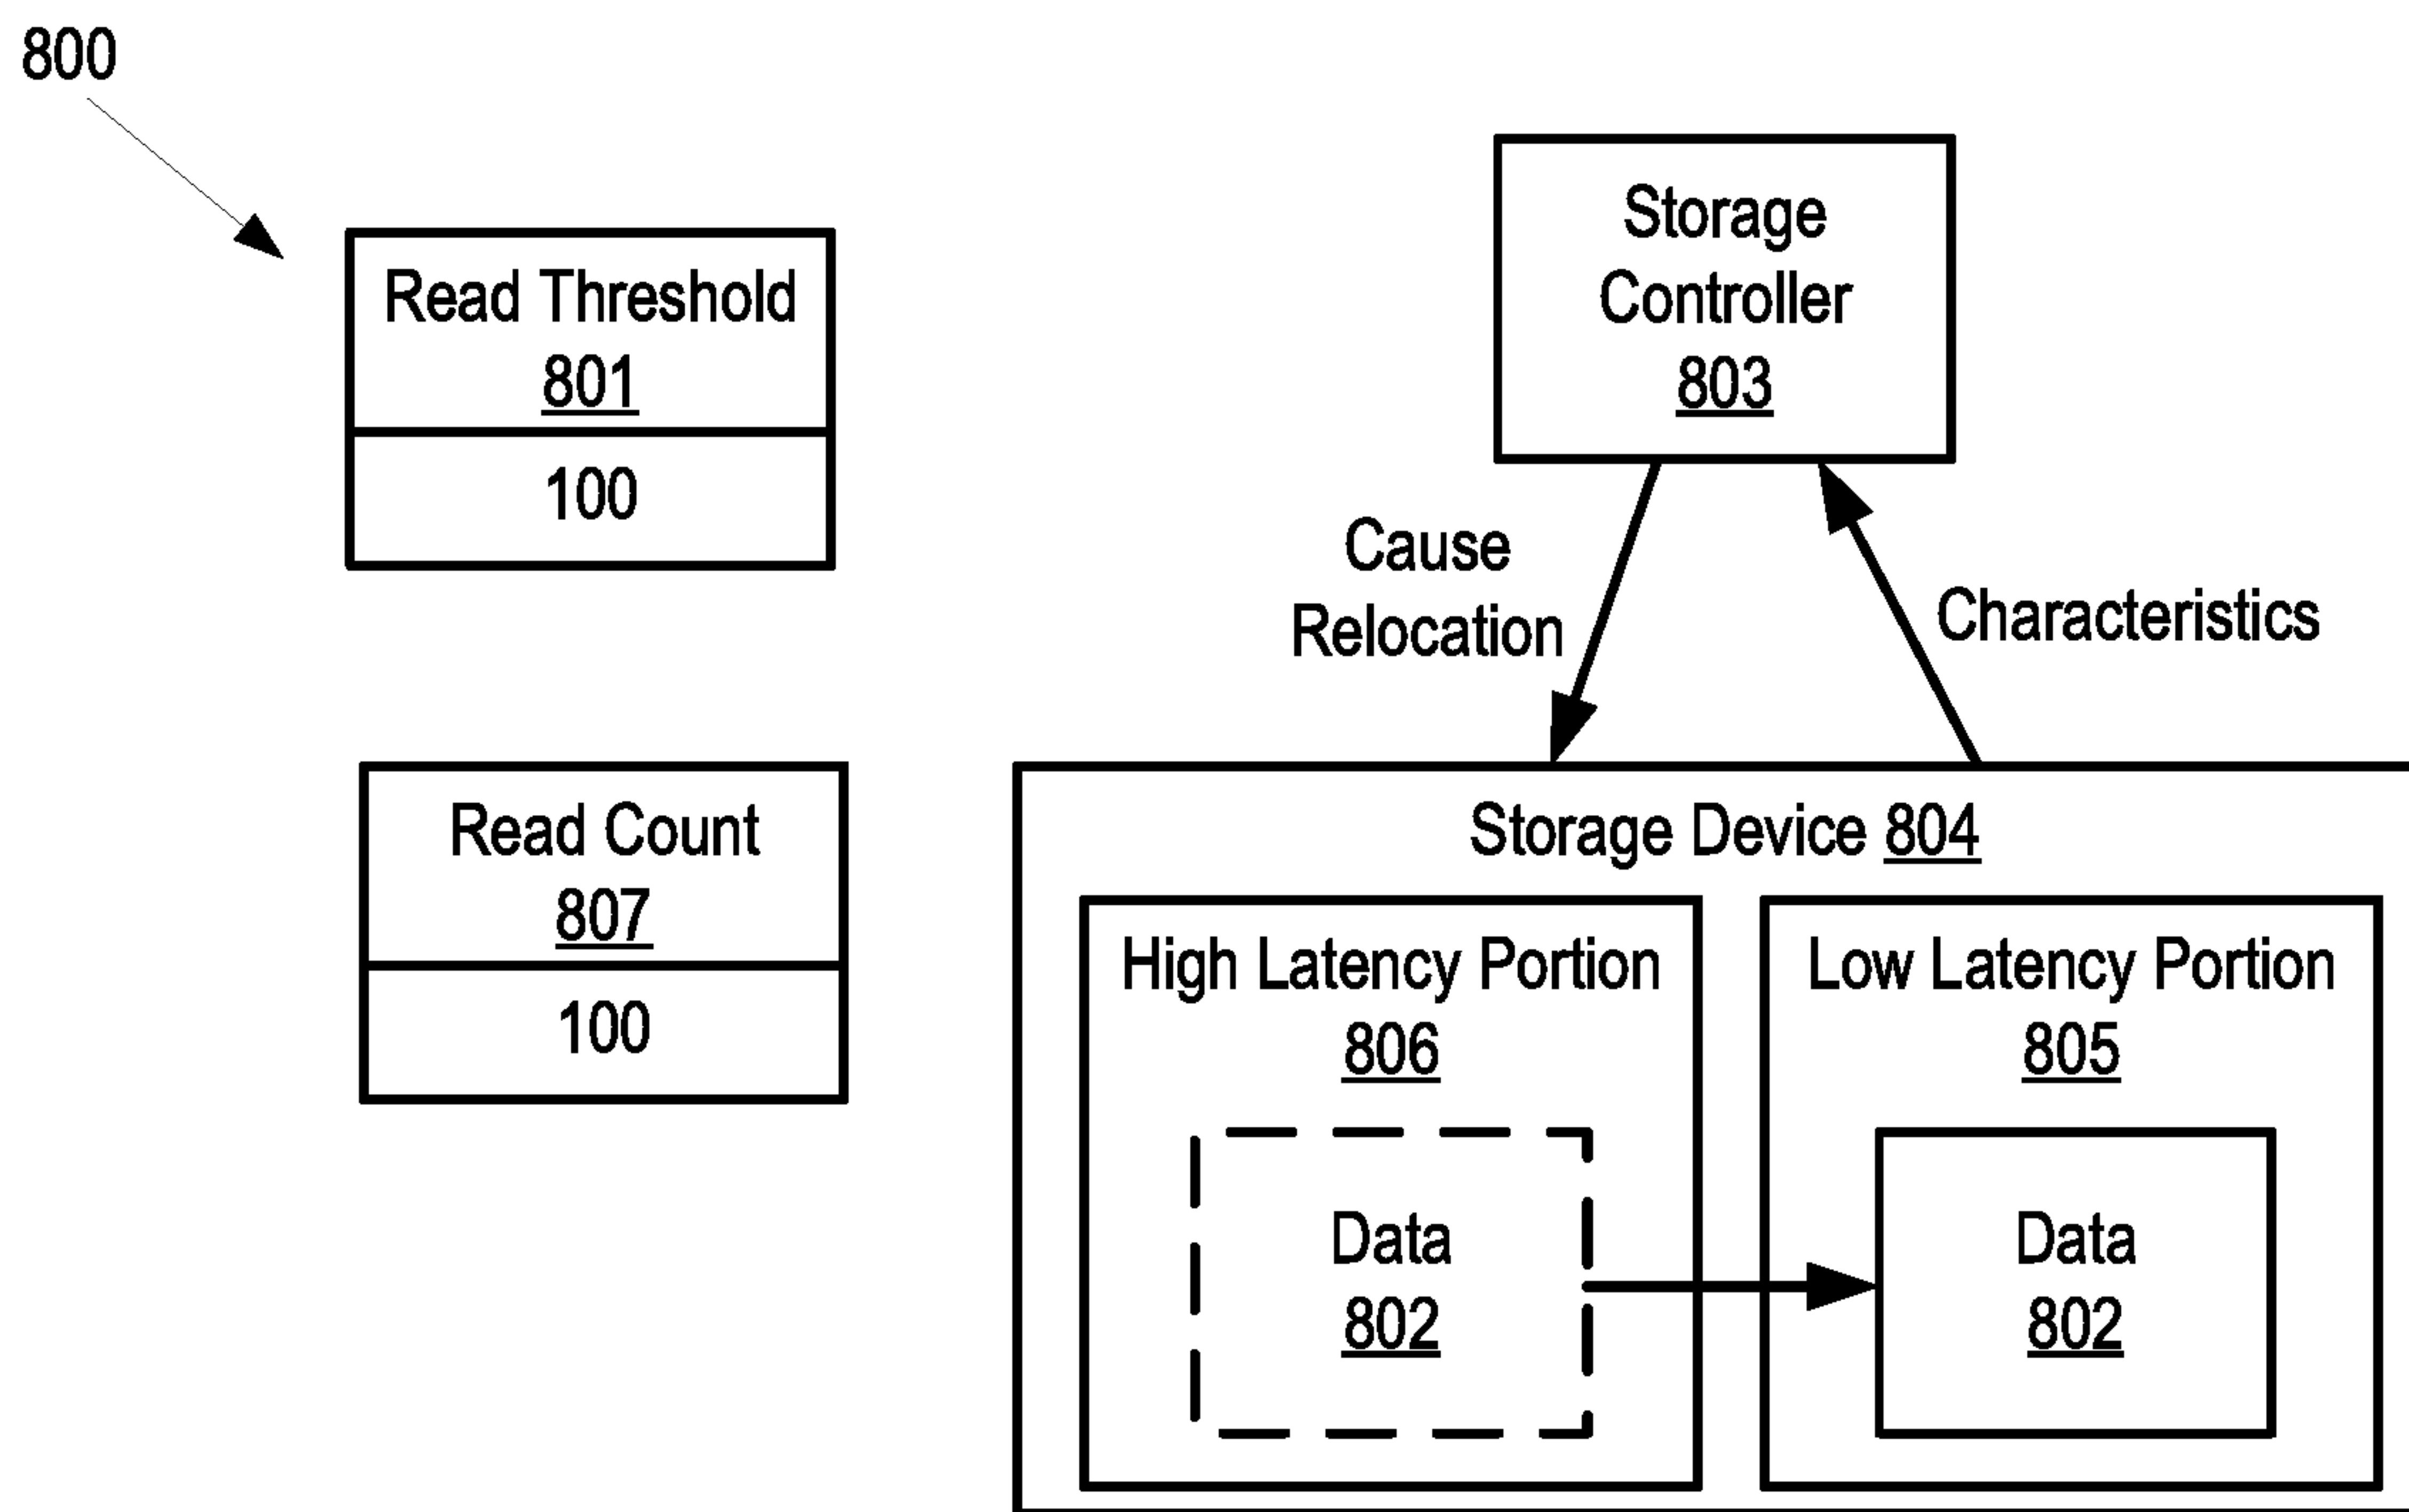 800
Read Threshold
801
100
Storage
Controller
803
Cause
Relocation
Characteristics
Read Count
807
100
Storage Device 804
High Latency Portion
806
Data
802
Low Latency Portion
805
Data
802